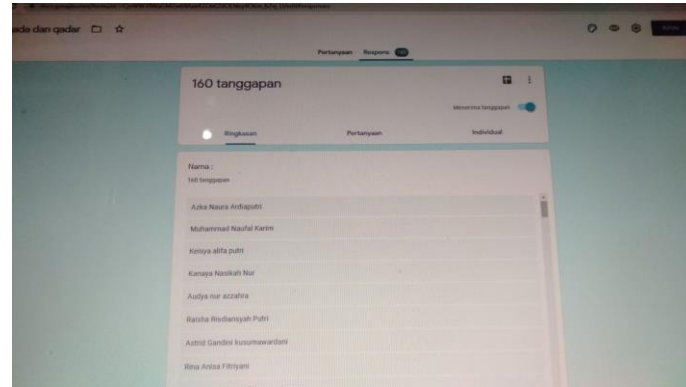 ada dan qadar
Pertanyaan Respons 160
160 tanggapan
Menerima tanggapan
Ringkasan Pertanyaan Individual
Nama :
160 tanggapan
Azka Naura Ardiaputri
Muhammad Naufal Karim
Keisya alifa putri
Kanaya Nasikah Nur
Audya nur azzahra
Raisha Risdiansyah Putri
Astrid Gandini kusumawardani
Rina Anisa Fitriyani